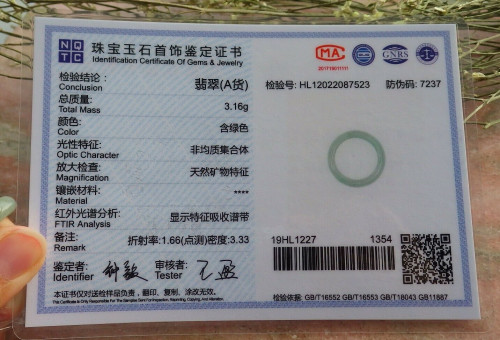 NQTC
珠宝玉石首饰鉴定证书
Identification Certificate Of Gems & Jewelry
CMA
GNRS
检验结论: 翡翠(A货)
Conclusion
检验号: HL12022087523 防伪码: 7237
总质量: 3.16g
Total Mass
颜色: 含绿色
Color
光性特征: 非均质集合体
Optic Character
放大检查: 天然矿物特征
Magnification
镶嵌材料: ****
Material
红外光谱分析: 显示特征吸收谱带
FTIR Analysis
备注: 折射率:1.66(点测)密度:3.33
Remark
19HL1227 1354
鉴定者:
Identifier
审核者:
Tester
本证书仅对送检样品负责，翻印、复制、涂改无效。
检验依据: GB/T16552 GB/T16553 GB/T18043 GB11887